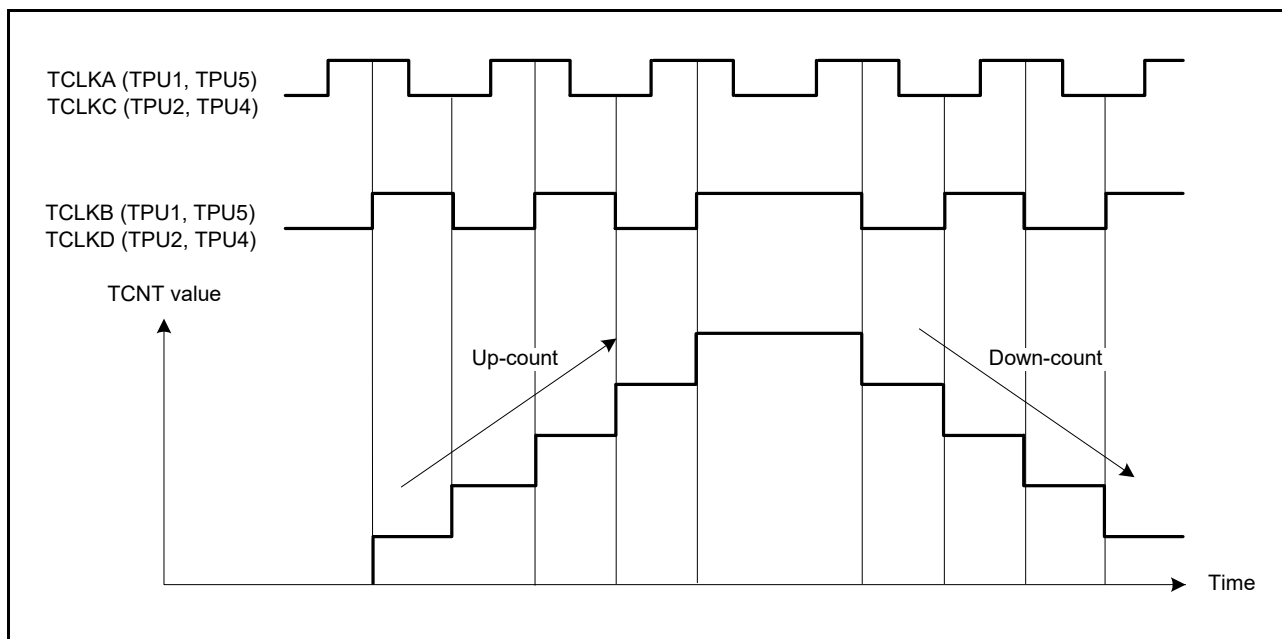 TCLKA (TPU1, TPU5)
TCLKC (TPU2, TPU4)
TCLKB (TPU1, TPU5)
TCLKD (TPU2, TPU4)
TCNT value
Up-count
Down-count
Time